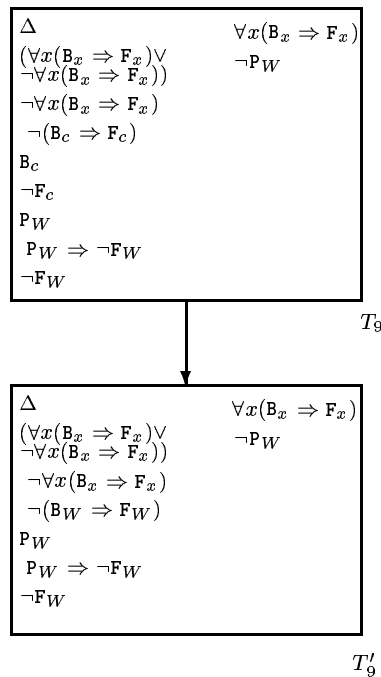 Δ
(∀x(B_x ⇒ F_x)∨
¬∀x(B_x ⇒ F_x))
¬∀x(B_x ⇒ F_x)
¬(B_c ⇒ F_c)
B_c
¬F_c
P_W
P_W ⇒ ¬F_W
¬F_W
∀x(B_x ⇒ F_x)
¬P_W
T_9
Δ
(∀x(B_x ⇒ F_x)∨
¬∀x(B_x ⇒ F_x))
¬∀x(B_x ⇒ F_x)
¬(B_W ⇒ F_W)
P_W
P_W ⇒ ¬F_W
¬F_W
∀x(B_x ⇒ F_x)
¬P_W
T′_9